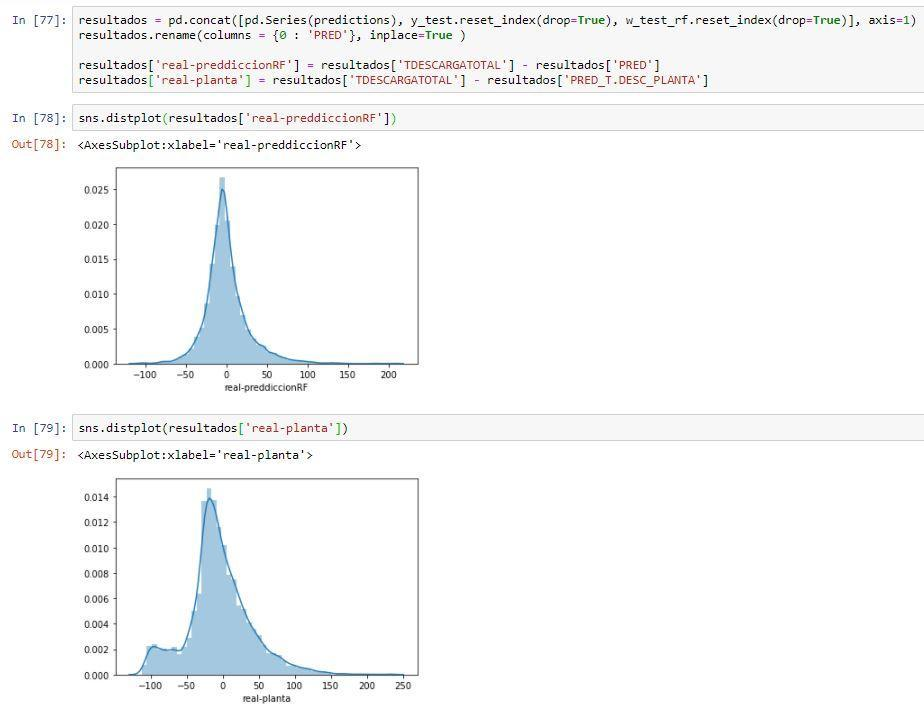 In [77]: resultados = pd.concat([pd.Series(predictions), y_test.reset_index(drop=True), w_test_rf.reset_index(drop=True)], axis=1)
resultados.rename(columns = {0 : 'PRED'}, inplace=True )
resultados['real-preddiccionRF'] = resultados['TDESCARGATOTAL'] - resultados['PRED']
resultados['real-planta'] = resultados['TDESCARGATOTAL'] - resultados['PRED_T.DESC_PLANTA']
In [78]: sns.distplot(resultados['real-preddiccionRF'])
Out[78]: <AxesSubplot:xlabel='real-preddiccionRF'>
0.025
0.020
0.015
0.010
0.005
0.000
−100 −50 0 50 100 150 200
real-preddiccionRF
In [79]: sns.distplot(resultados['real-planta'])
Out[79]: <AxesSubplot:xlabel='real-planta'>
0.014
0.012
0.010
0.008
0.006
0.004
0.002
0.000
−100 −50 0 50 100 150 200 250
real-planta